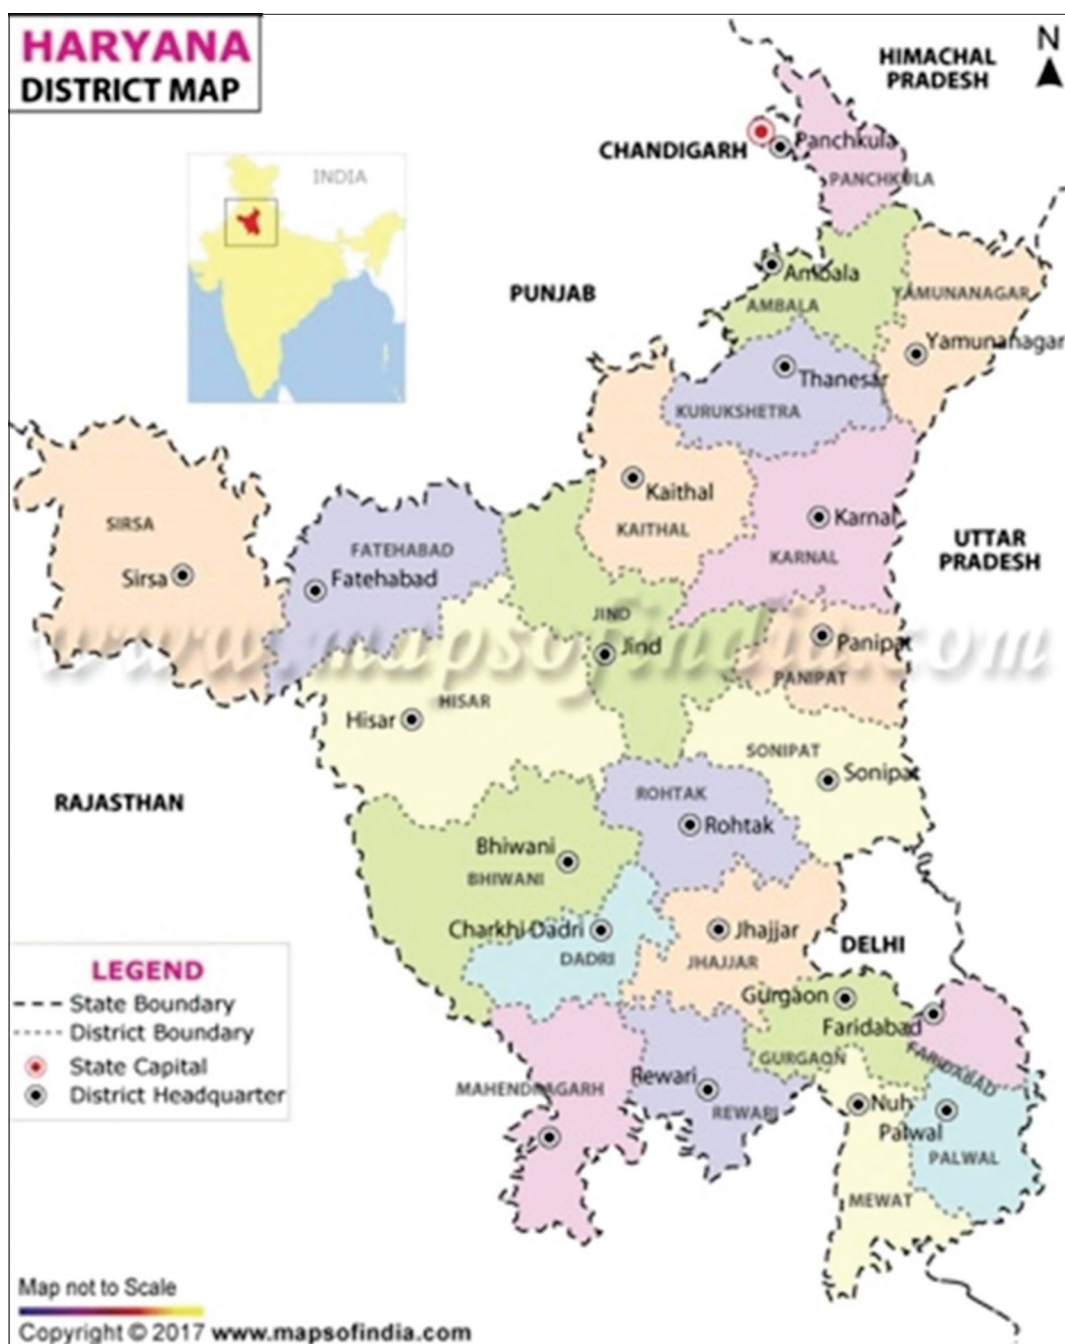 HARYANA
DISTRICT MAP
N
HIMACHAL
PRADESH
CHANDIGARH
Panchkula
PANCHKULA
INDIA
PUNJAB
Ambala
AMBALA
YAMUNANAGAR
Yamunanagar
Thanesar
KURUKSHETRA
Kaithal
KAITHAL
Karnal
KARNAL
UTTAR
PRADESH
SIRSA
Sirsa
FATEHABAD
Fatehabad
JIND
Jind
Panipat
PANIPAT
www.mapsofindia.com
HISAR
Hisar
SONIPAT
Sonipat
RAJASTHAN
ROHTAK
Rohtak
Bhiwani
BHIWANI
Charkhi Dadri
DADRI
Jhajjar
JHAJJAR
DELHI
Gurgaon
GURGAON
Faridabad
FARIDABAD
MAHENDRAGARH
Rewari
REWARI
Nuh
Palwal
PALWAL
MEWAT
LEGEND
State Boundary
District Boundary
State Capital
District Headquarter
Map not to Scale
Copyright © 2017 www.mapsofindia.com